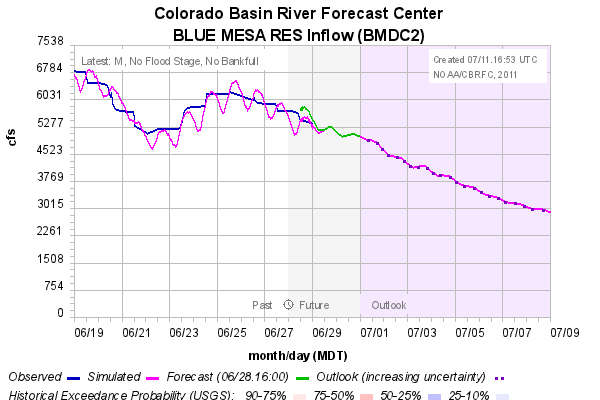 Colorado Basin River Forecast Center
BLUE MESA RES Inflow (BMDC2)
7538
6784
6031
5277
4523
3769
3015
2261
1508
754
0
cfs
Latest: M, No Flood Stage, No Bankfull
Created 07/11.16:53 UTC
NOAA/CBRFC, 2011
Past Future Outlook
06/19 06/21 06/23 06/25 06/27 06/29 07/01 07/03 07/05 07/07 07/09
month/day (MDT)
Observed Simulated Forecast (06/28.16:00) Outlook (increasing uncertainty)
Historical Exceedance Probability (USGS): 90-75% 75-50% 50-25% 25-10%